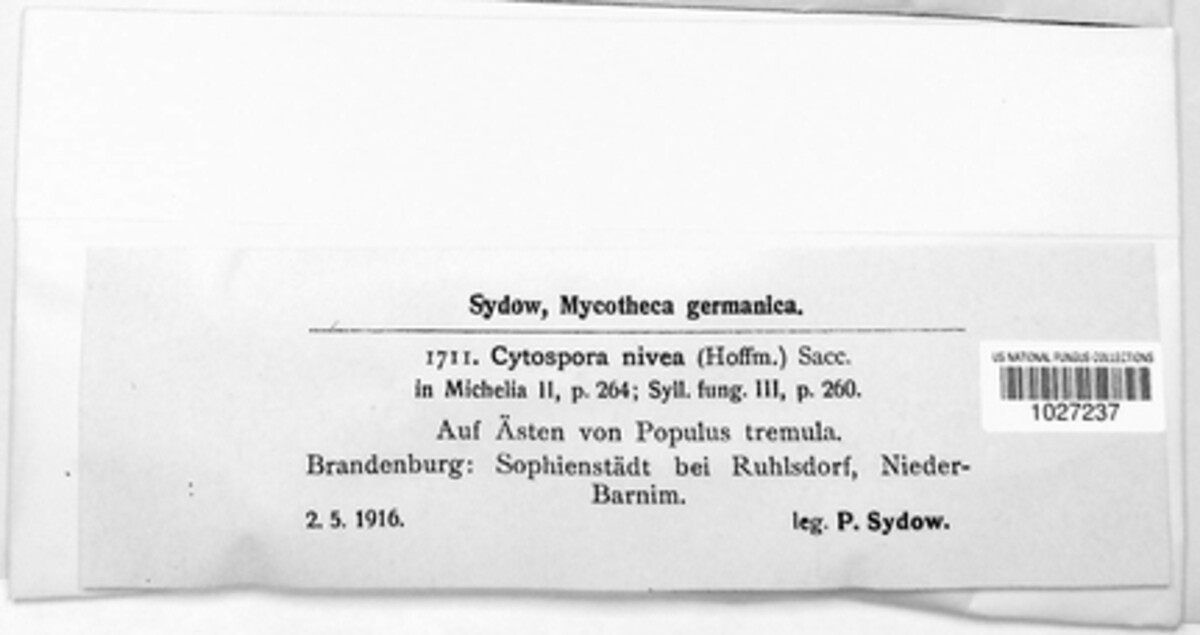 Sydow, Mycotheca germanica.
1711. Cytospora nivea (Hoffm.) Sacc.
in Michelia II, p. 264; Syll. fung. III, p. 260.
Auf Ästen von Populus tremula.
Brandenburg: Sophienstädt bei Ruhlsdorf, Nieder-
Barnim.
2. 5. 1916. leg. P. Sydow.
US NATIONAL FUNGUS COLLECTIONS
1027237